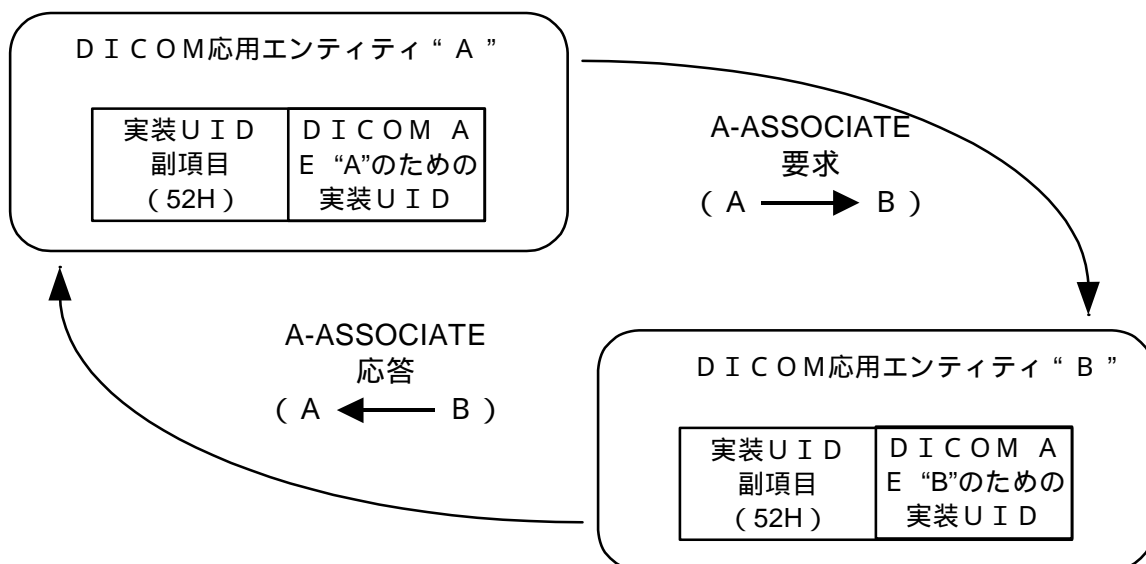 ＤＩＣＯＭ応用エンティティ“Ａ”
実装ＵＩＤ
副項目
（52H）
ＤＩＣＯＭ Ａ
Ｅ “A”のための
実装ＵＩＤ
A-ASSOCIATE
要求
（Ａ Ｂ）
A-ASSOCIATE
応答
（Ａ Ｂ）
ＤＩＣＯＭ応用エンティティ“Ｂ”
実装ＵＩＤ
副項目
（52H）
ＤＩＣＯＭ Ａ
Ｅ “B”のための
実装ＵＩＤ